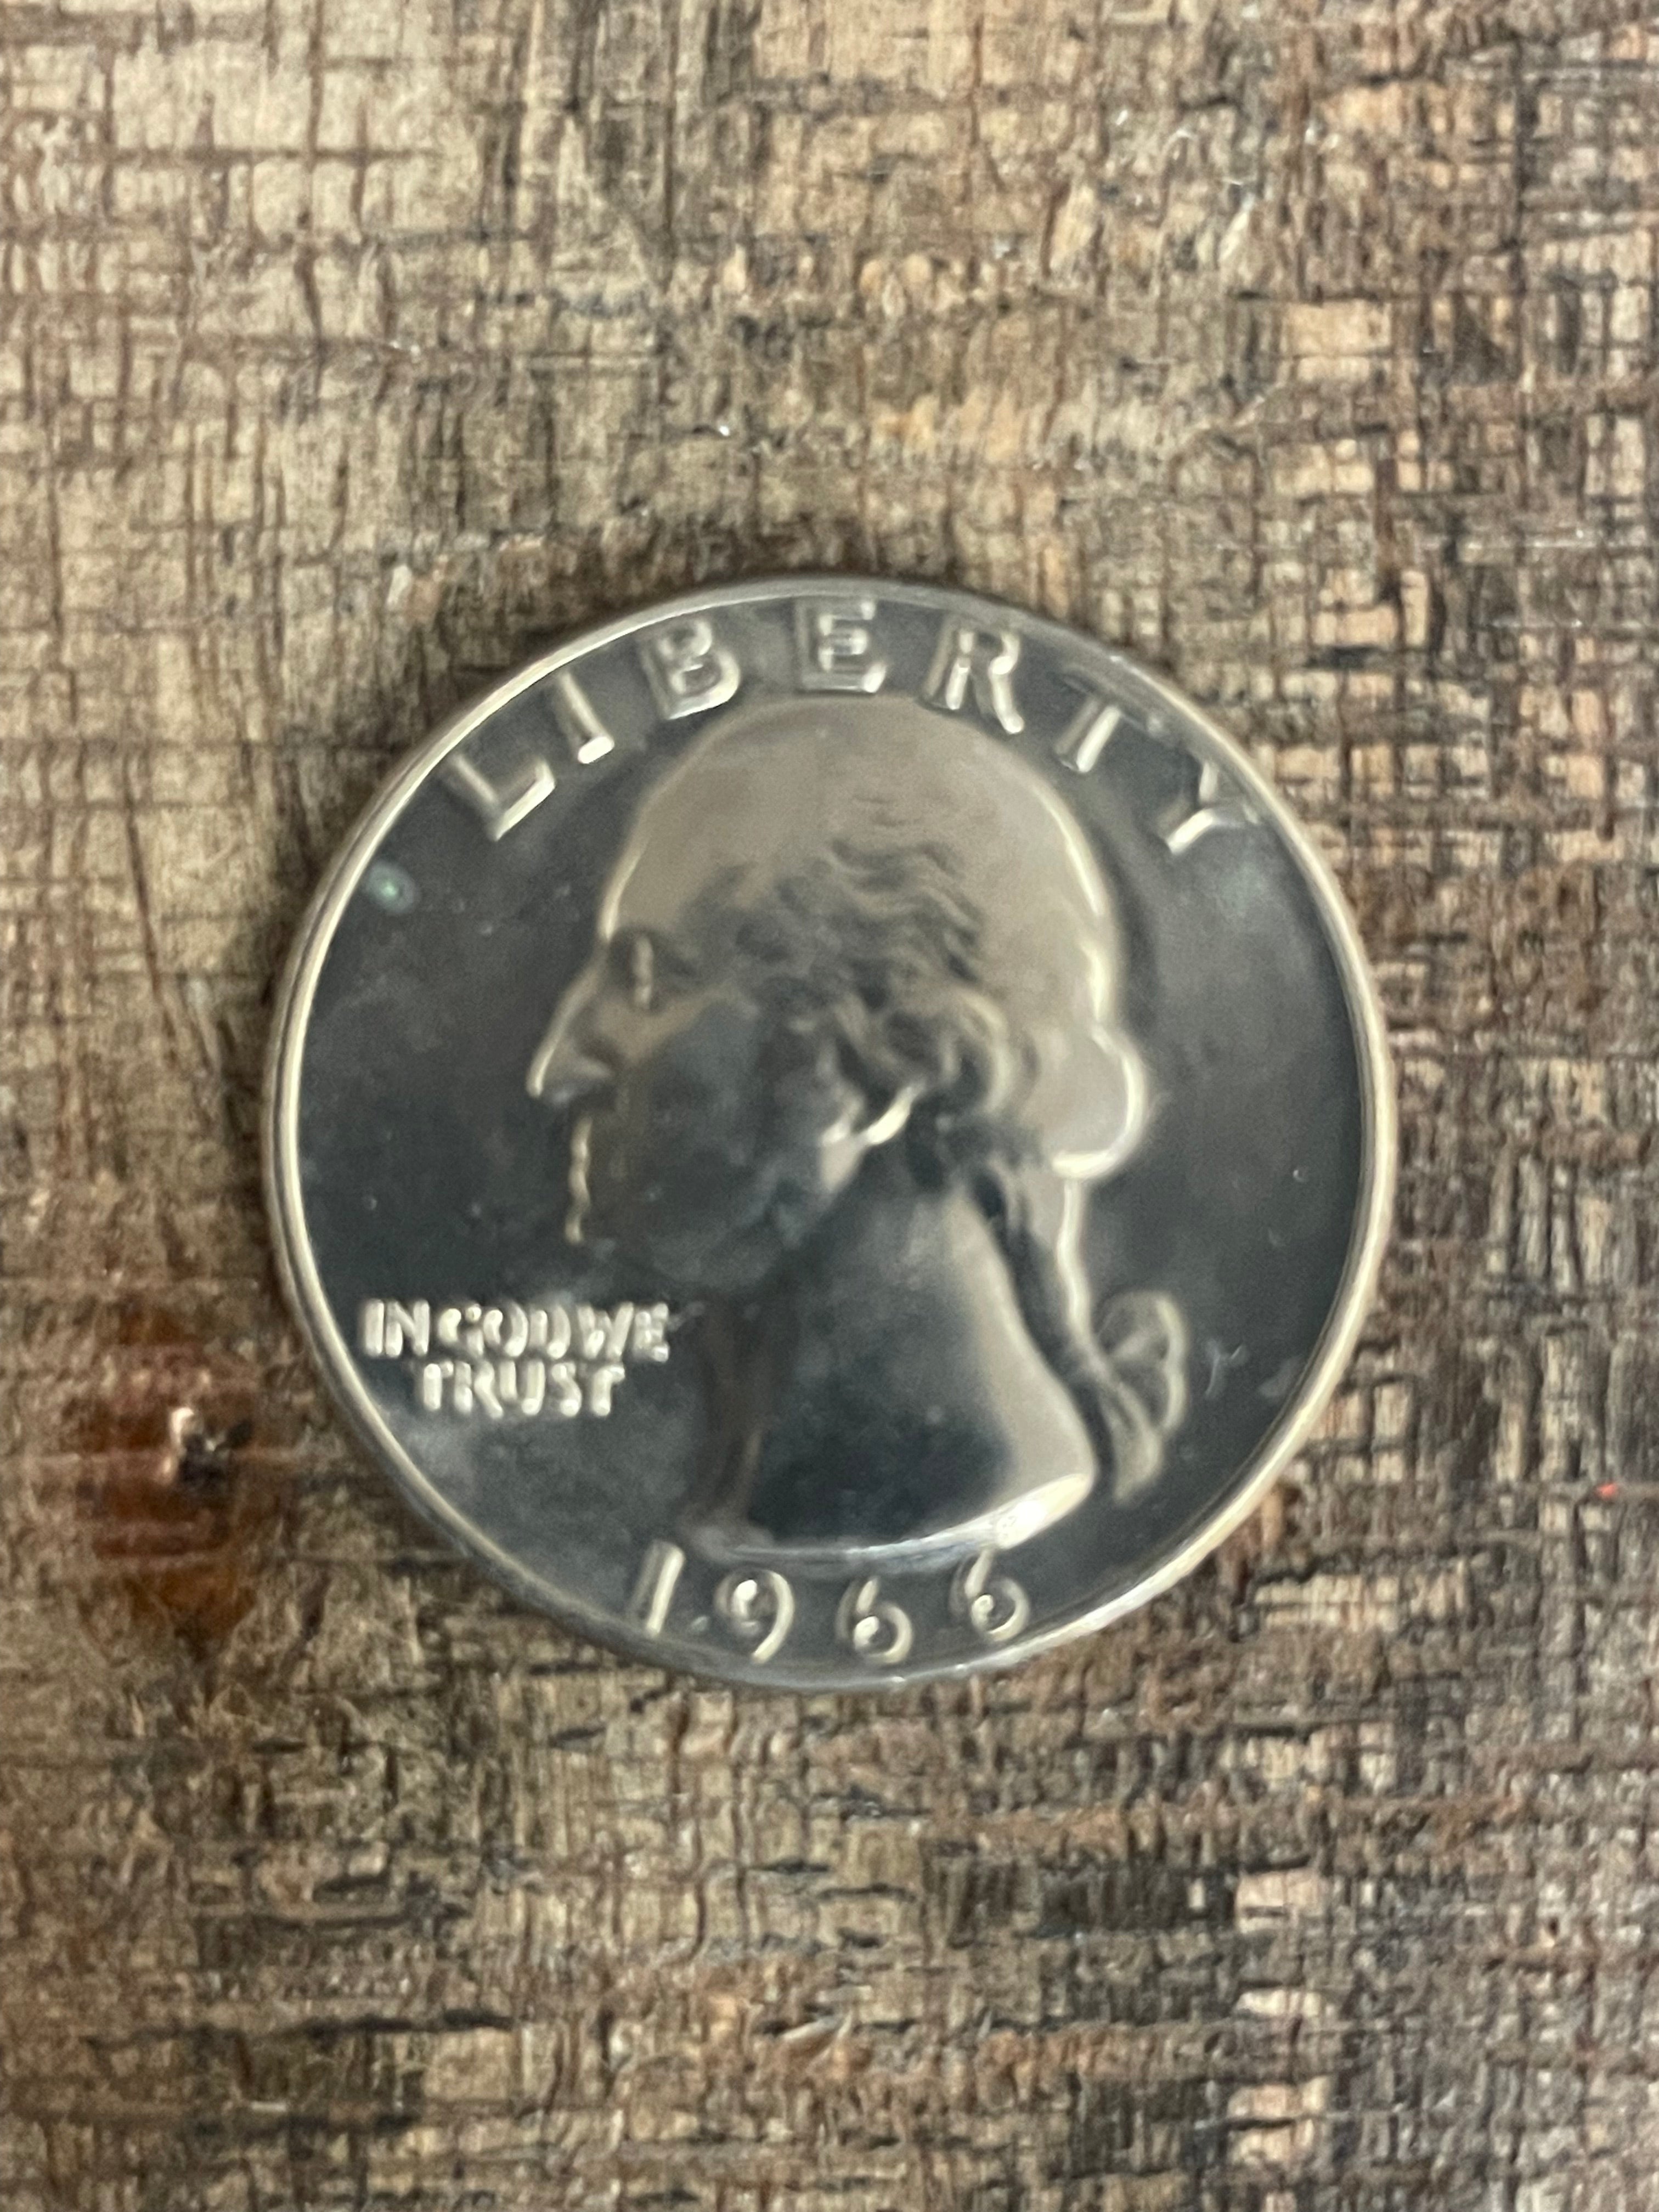 LIBERTY
IN GOD WE
TRUST
1966